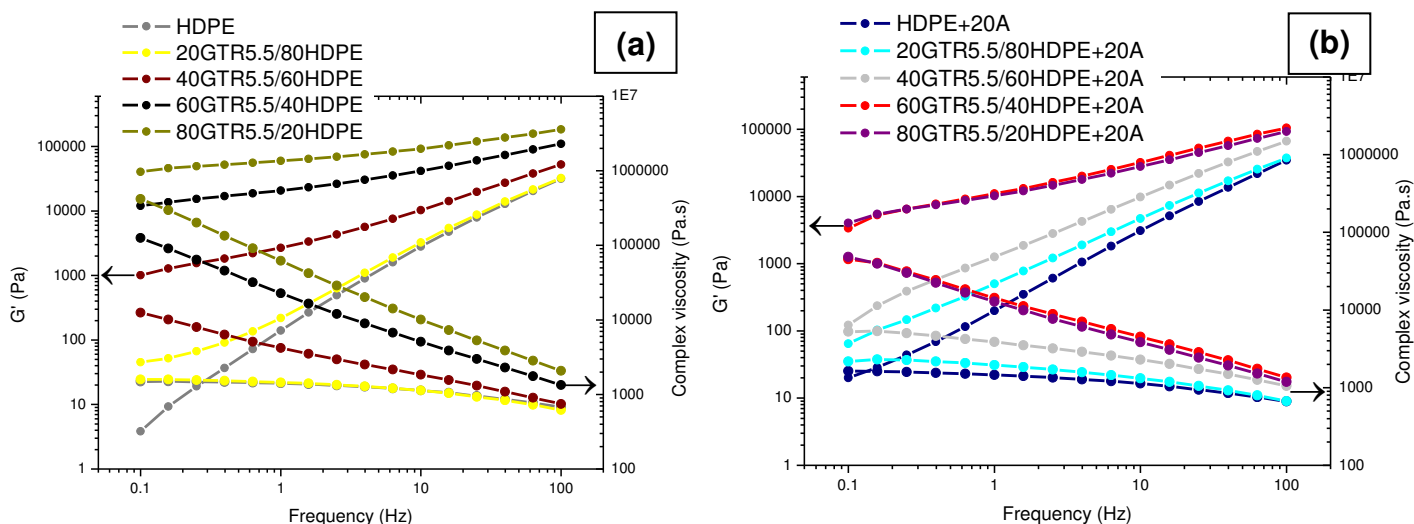 HDPE
20GTR5.5/80HDPE
40GTR5.5/60HDPE
60GTR5.5/40HDPE
80GTR5.5/20HDPE
(a)
100000
10000
1000
100
10
1
G' (Pa)
0.1
1
10
100
Frequency (Hz)
1E7
1000000
100000
10000
1000
100
Complex viscosity (Pa.s)
HDPE+20A
20GTR5.5/80HDPE+20A
40GTR5.5/60HDPE+20A
60GTR5.5/40HDPE+20A
80GTR5.5/20HDPE+20A
(b)
100000
10000
1000
100
10
1
G' (Pa)
0.1
1
10
100
Frequency (Hz)
1E7
1000000
100000
10000
1000
100
Complex viscosity (Pa.s)